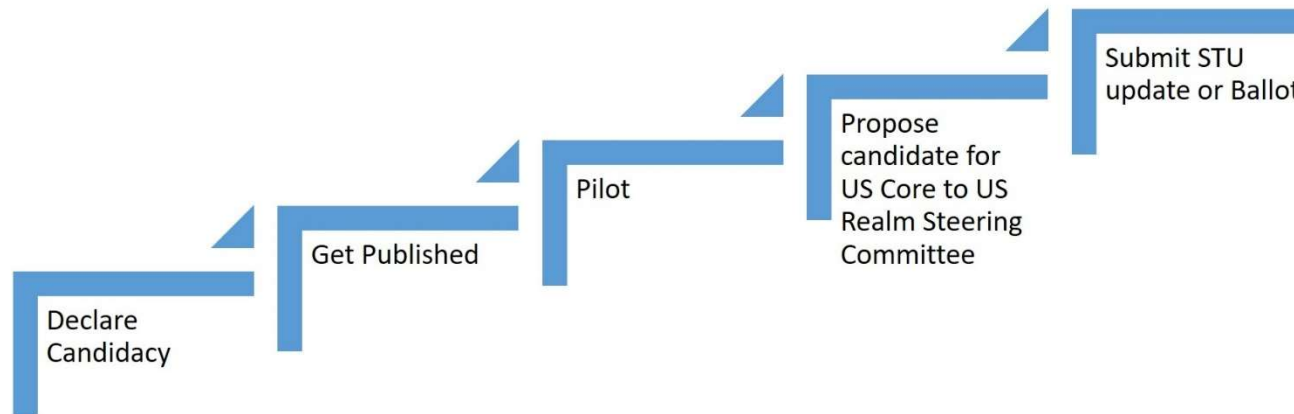 Declare
Candidacy
Get Published
Pilot
Propose
candidate for
US Core to US
Realm Steering
Committee
Submit STU
update or Ballot